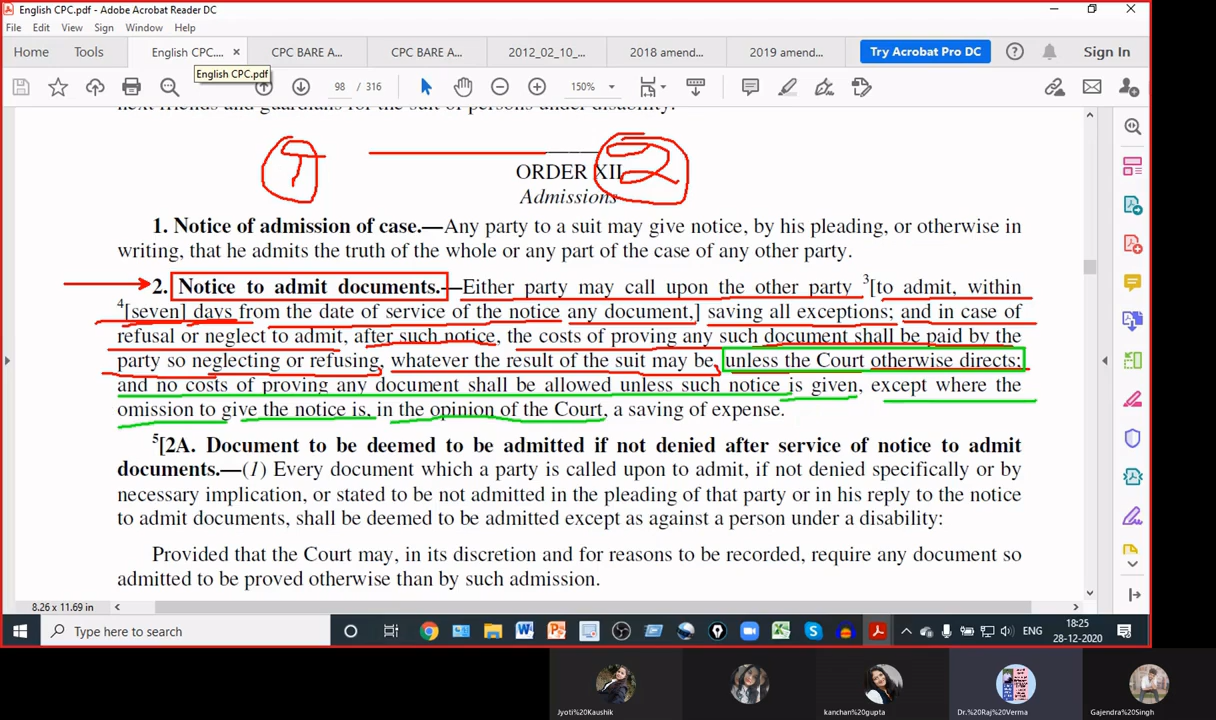 English CPC.pdf - Adobe Acrobat Reader DC
File Edit View Sign Window Help
Home Tools English CPC.... × CPC BARE A... CPC BARE A... 2012_02_10_... 2018 amend... 2019 amend... Try Acrobat Pro DC Sign In
English CPC.pdf
98 / 316 150%
next friends and guardians for the suit of persons under disability.
ORDER XII
Admissions
1. Notice of admission of case.—Any party to a suit may give notice, by his pleading, or otherwise in
writing, that he admits the truth of the whole or any part of the case of any other party.
2. Notice to admit documents.—Either party may call upon the other party 3[to admit, within
4[seven] days from the date of service of the notice any document,] saving all exceptions; and in case of
refusal or neglect to admit, after such notice, the costs of proving any such document shall be paid by the
party so neglecting or refusing, whatever the result of the suit may be, unless the Court otherwise directs;
and no costs of proving any document shall be allowed unless such notice is given, except where the
omission to give the notice is, in the opinion of the Court, a saving of expense.
5[2A. Document to be deemed to be admitted if not denied after service of notice to admit
documents.—(1) Every document which a party is called upon to admit, if not denied specifically or by
necessary implication, or stated to be not admitted in the pleading of that party or in his reply to the notice
to admit documents, shall be deemed to be admitted except as against a person under a disability:
Provided that the Court may, in its discretion and for reasons to be recorded, require any document so
admitted to be proved otherwise than by such admission.
8.26 x 11.69 in
Type here to search
ENG
18:25
28-12-2020
Jyoti%20Kaushik kanchan%20gupta Dr.%20Raj%20Verma Gajendra%20Singh